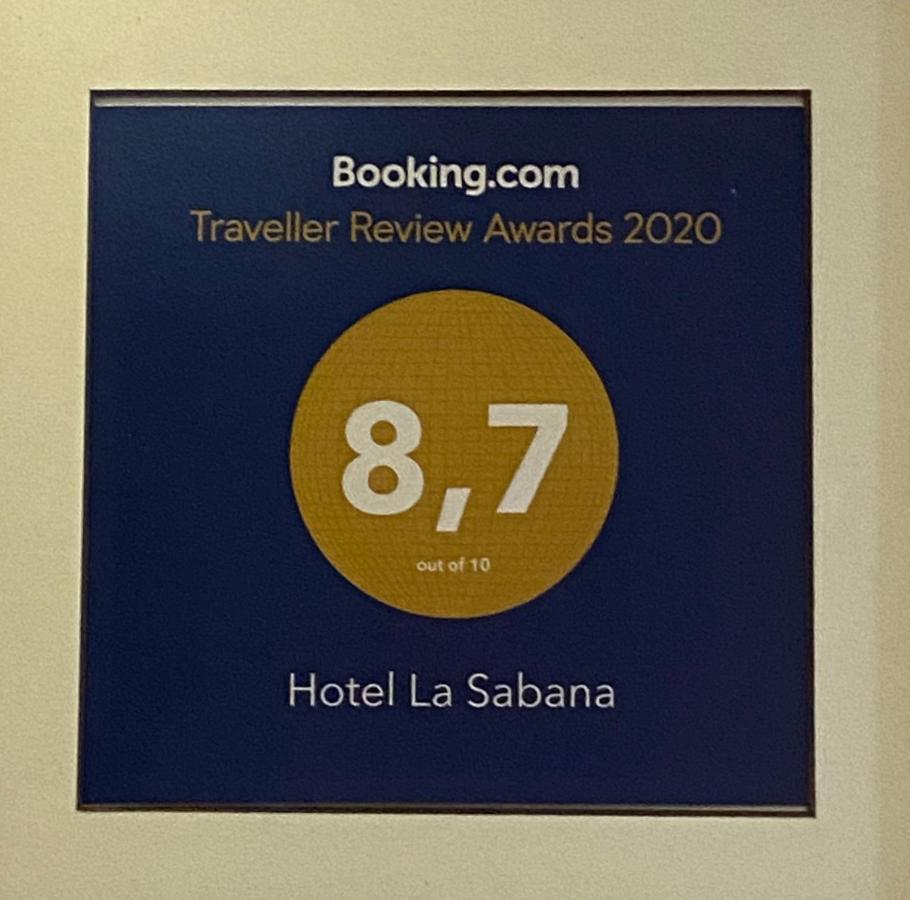 Booking.com
Traveller Review Awards 2020
8,7
out of 10
Hotel La Sabana